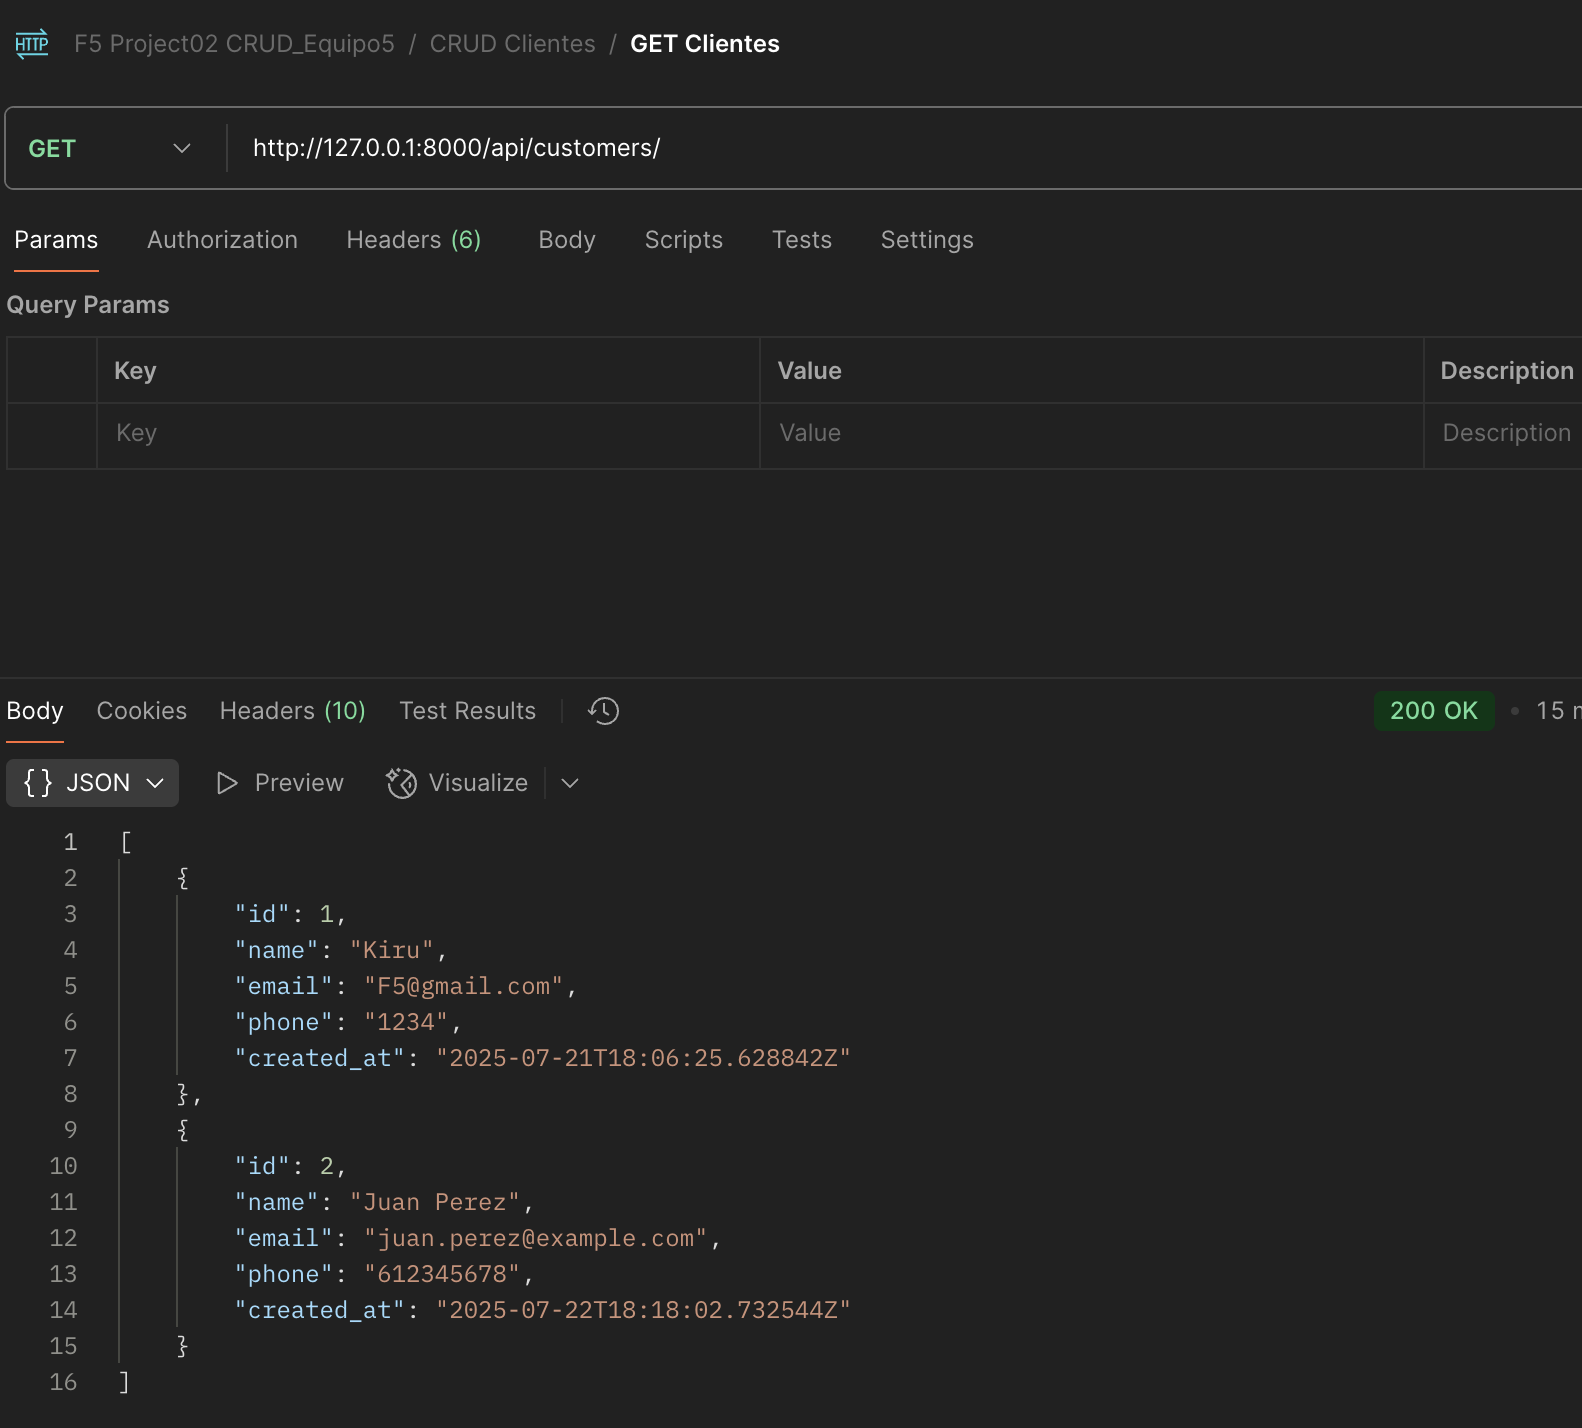 HTTP F5 Project02 CRUD_Equipo5 / CRUD Clientes / GET Clientes
GET http://127.0.0.1:8000/api/customers/
Params Authorization Headers (6) Body Scripts Tests Settings
Query Params
Key Value Description
Key Value Description
Body Cookies Headers (10) Test Results 200 OK • 15
{} JSON Preview Visualize
1 [
2 {
3 "id": 1,
4 "name": "Kiru",
5 "email": "F5@gmail.com",
6 "phone": "1234",
7 "created_at": "2025-07-21T18:06:25.628842Z"
8 },
9 {
10 "id": 2,
11 "name": "Juan Perez",
12 "email": "juan.perez@example.com",
13 "phone": "612345678",
14 "created_at": "2025-07-22T18:18:02.732544Z"
15 }
16 ]